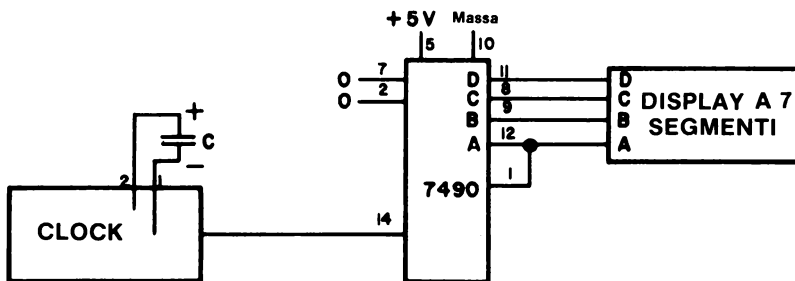 +5V Massa
5 10
0 7 D 11 D
0 2 C 8 C
B 9 B
A 12 A
DISPLAY A 7
SEGMENTI
+
C
−
2 1
1
7490
CLOCK
14